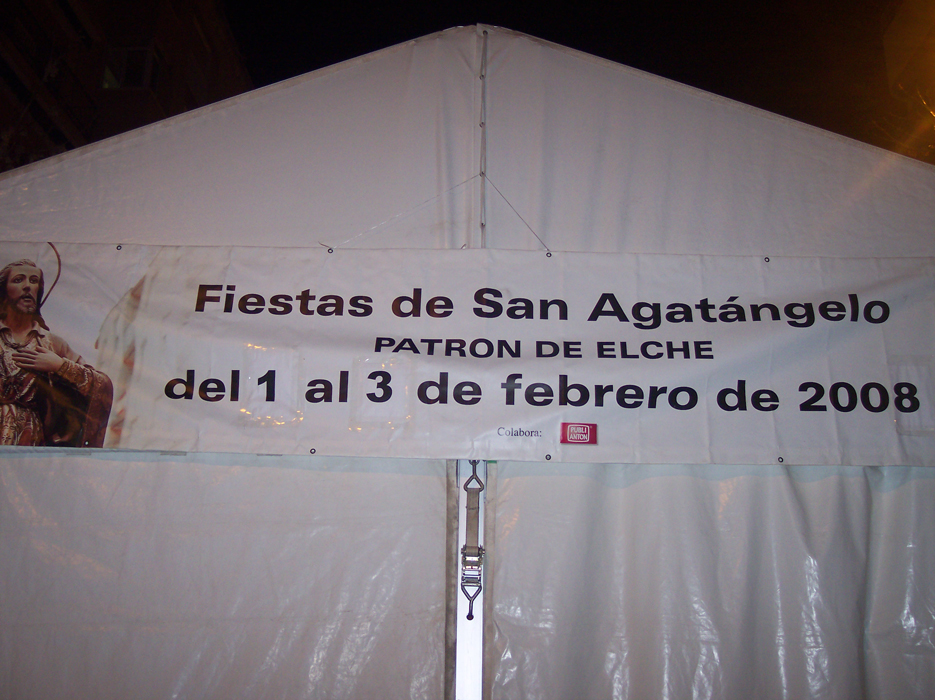 Fiestas de San Agatángelo
PATRON DE ELCHE
del 1 al 3 de febrero de 2008
Colabora: PUBLI
ANTON